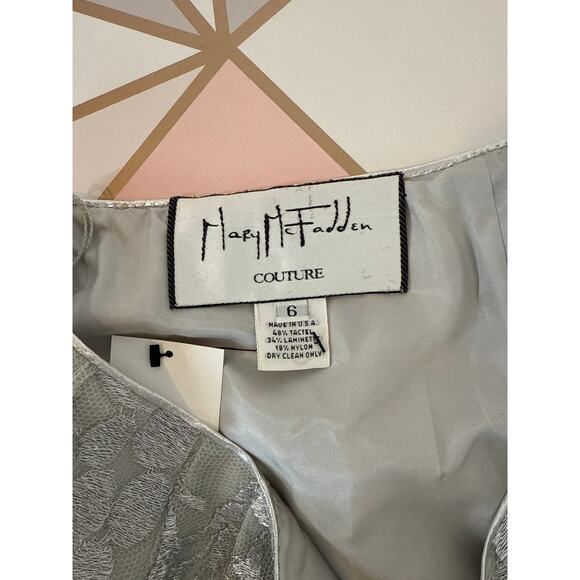 Mary McFadden
COUTURE
6
MADE IN U.S.A.
48% TACTEL
34% LAMINETTE
18% NYLON
DRY CLEAN ONLY